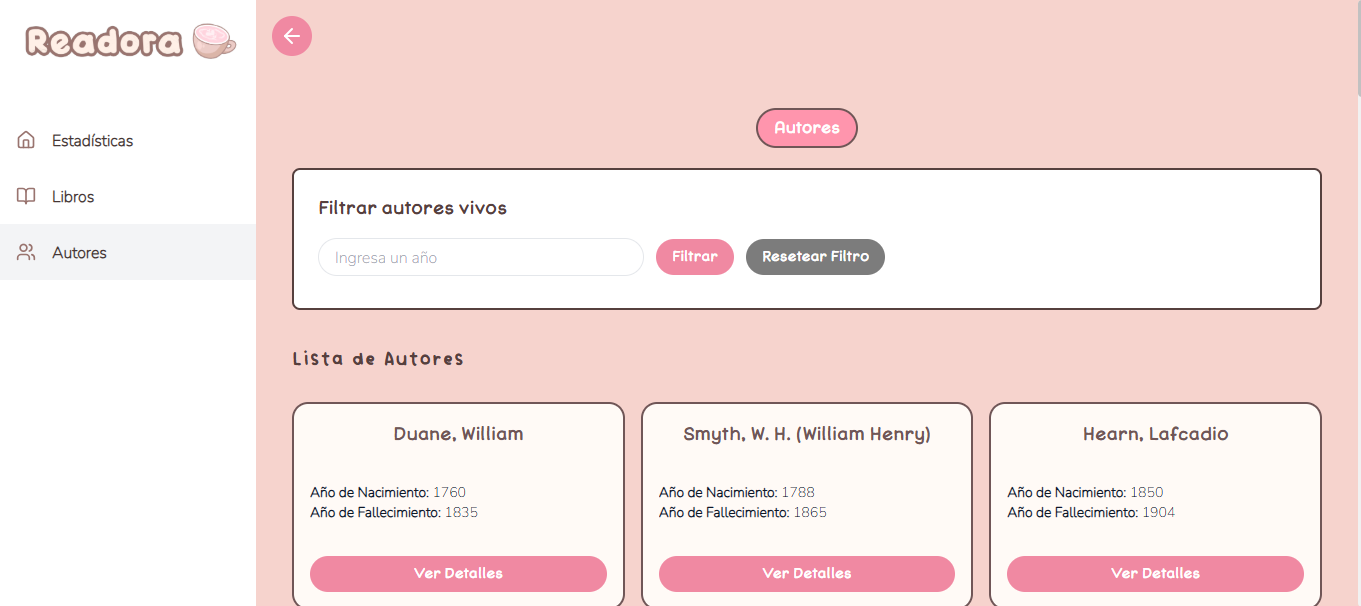 Readora
Estadísticas
Libros
Autores
Autores
Filtrar autores vivos
Ingresa un año
Filtrar
Resetear Filtro
Lista de Autores
Duane, William
Año de Nacimiento: 1760
Año de Fallecimiento: 1835
Ver Detalles
Smyth, W. H. (William Henry)
Año de Nacimiento: 1788
Año de Fallecimiento: 1865
Ver Detalles
Hearn, Lafcadio
Año de Nacimiento: 1850
Año de Fallecimiento: 1904
Ver Detalles